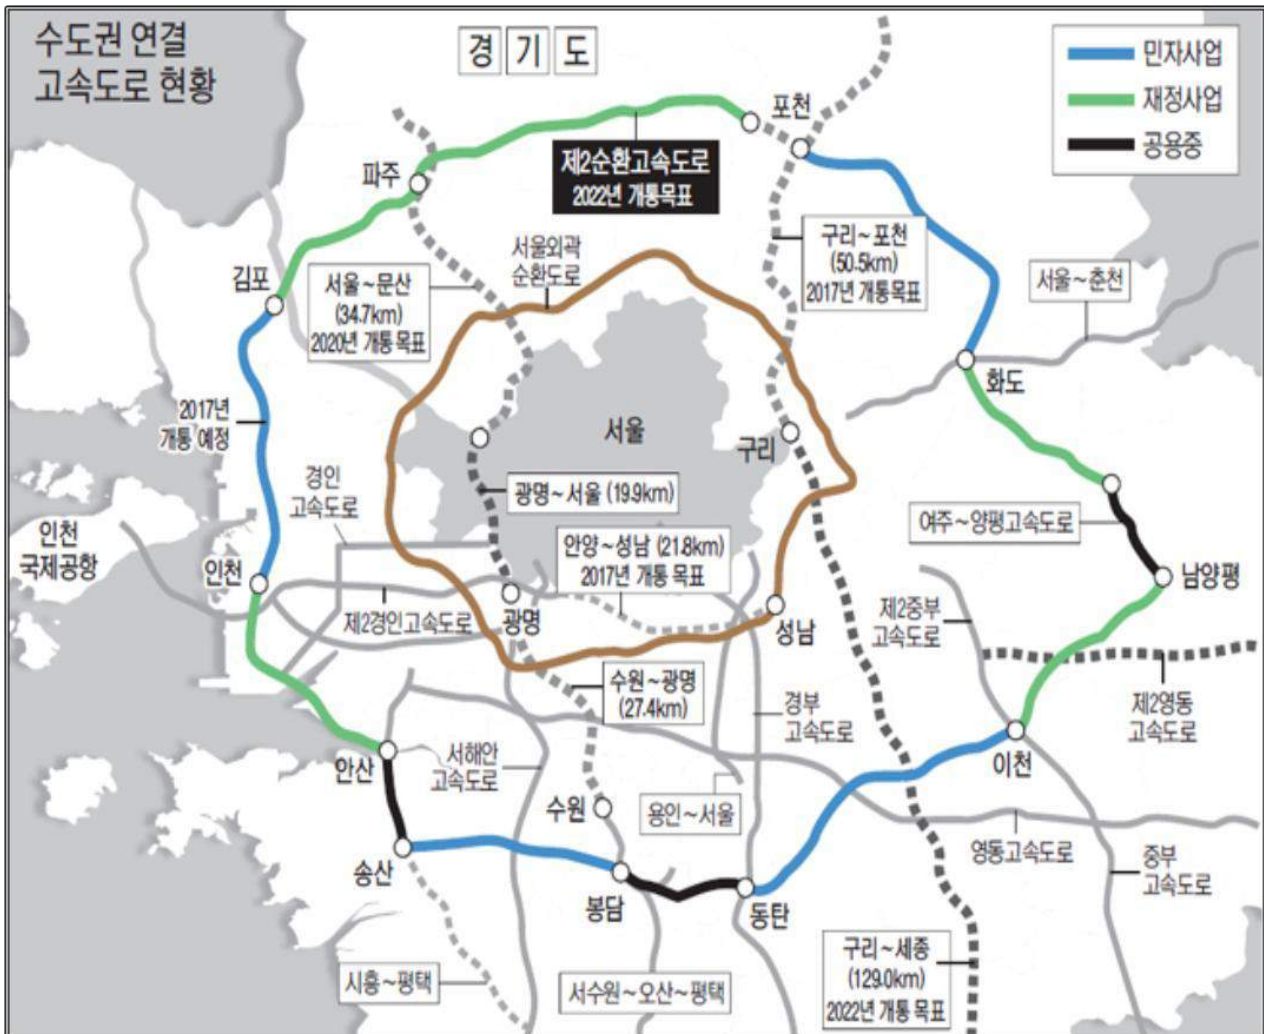 수도권 연결
고속도로 현황
경기도
민자사업
재정사업
공용중
포천
제2순환고속도로
2022년 개통목표
파주
구리~포천
(50.5km)
2017년 개통목표
서울외곽
순환도로
서울~춘천
김포
서울~문산
(34.7km)
2020년 개통 목표
화도
2017년
개통 예정
서울
구리
경인
고속도로
광명~서울 (19.9km)
여주~양평고속도로
인천
국제공항
안양~성남 (21.8km)
2017년 개통 목표
인천
남양평
제2경인고속도로
광명
성남
제2중부
고속도로
수원~광명
(27.4km)
경부
고속도로
제2영동
고속도로
안산
서해안
고속도로
이천
수원
용인~서울
영동고속도로
중부
고속도로
송산
봉담
동탄
구리~세종
(129.0km)
2022년 개통 목표
시흥~평택
서수원~오산~평택